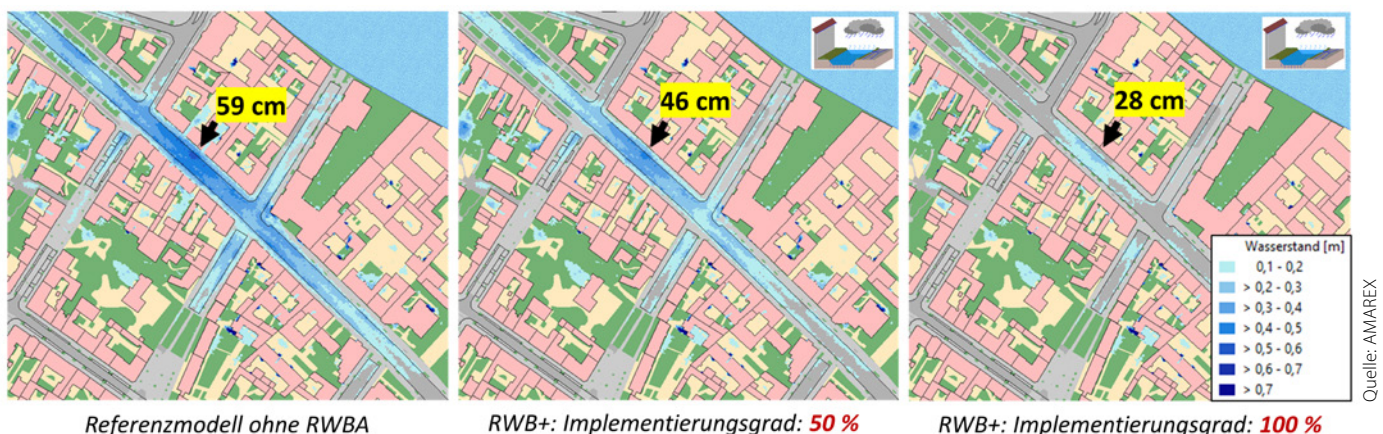 59 cm
46 cm
28 cm
Wasserstand [m]
0,1 - 0,2
> 0,2 - 0,3
> 0,3 - 0,4
> 0,4 - 0,5
> 0,5 - 0,6
> 0,6 - 0,7
> 0,7
Quelle: AMAREX
Referenzmodell ohne RWBA
RWB+: Implementierungsgrad: 50 %
RWB+: Implementierungsgrad: 100 %